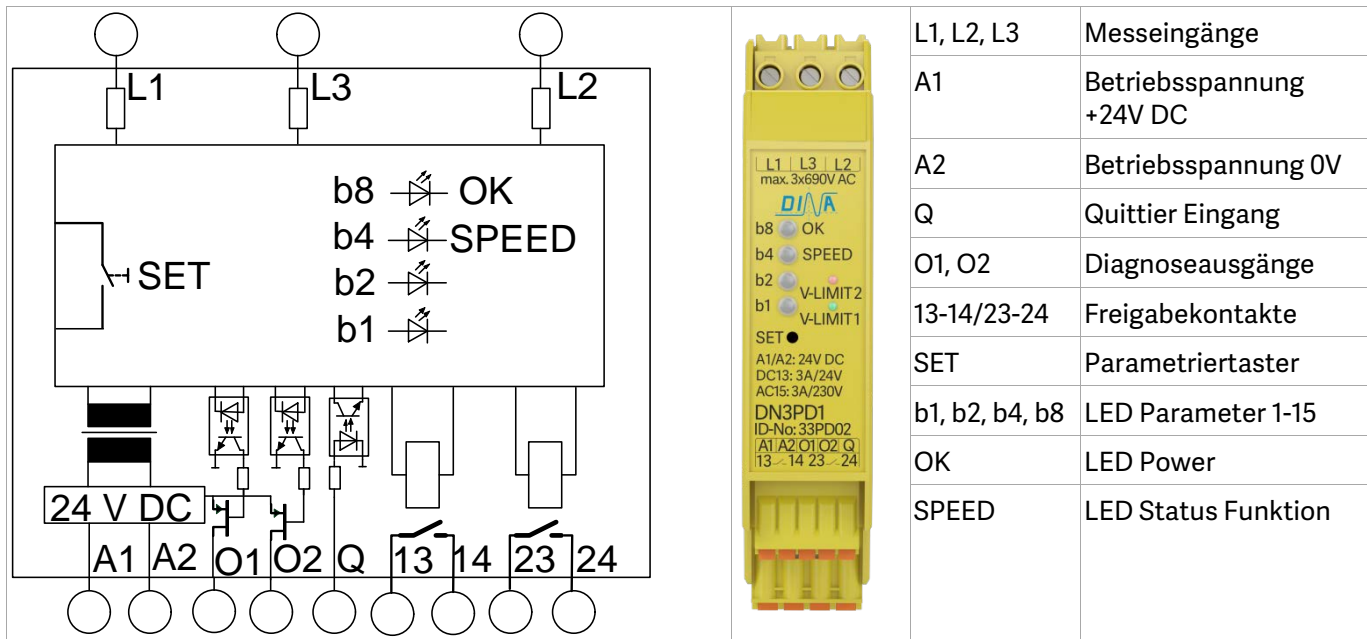 L1 L3 L2
b8 OK
b4 SPEED
b2
b1
SET
24 V DC
A1 A2 O1 O2 Q 13 14 23 24
L1 L3 L2
max. 3x690V AC
DINA
b8 OK
b4 SPEED
b2
V-LIMIT2
b1
V-LIMIT1
SET
A1/A2: 24V DC
DC13: 3A/24V
AC15: 3A/230V
DN3PD1
ID-No: 33PD02
A1 A2 O1 O2 Q
13 14 23 24
L1, L2, L3 Messeingänge
A1 Betriebsspannung
+24V DC
A2 Betriebsspannung 0V
Q Quittier Eingang
O1, O2 Diagnoseausgänge
13-14/23-24 Freigabekontakte
SET Parametriertaster
b1, b2, b4, b8 LED Parameter 1-15
OK LED Power
SPEED LED Status Funktion